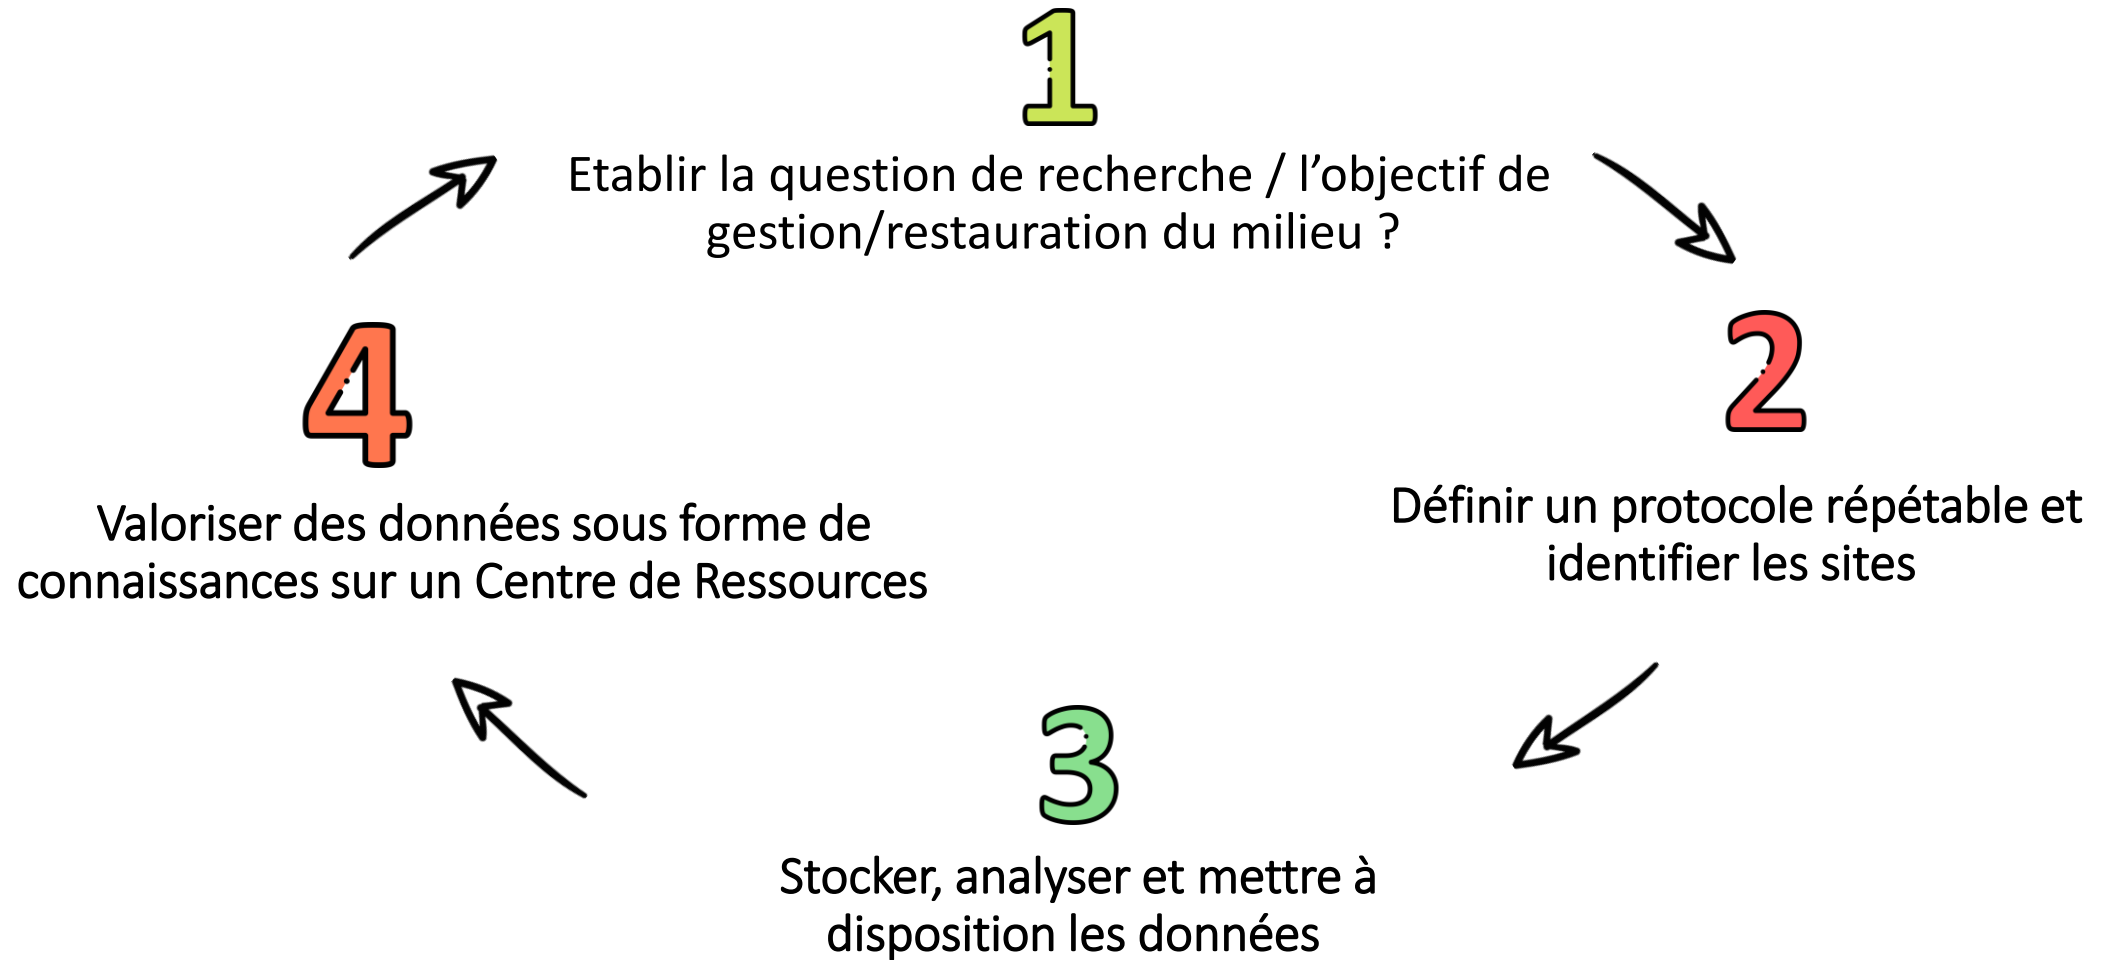 1
Etablir la question de recherche / l’objectif de
gestion/restauration du milieu ?
2
Définir un protocole répétable et
identifier les sites
3
Stocker, analyser et mettre à
disposition les données
4
Valoriser des données sous forme de
connaissances sur un Centre de Ressources